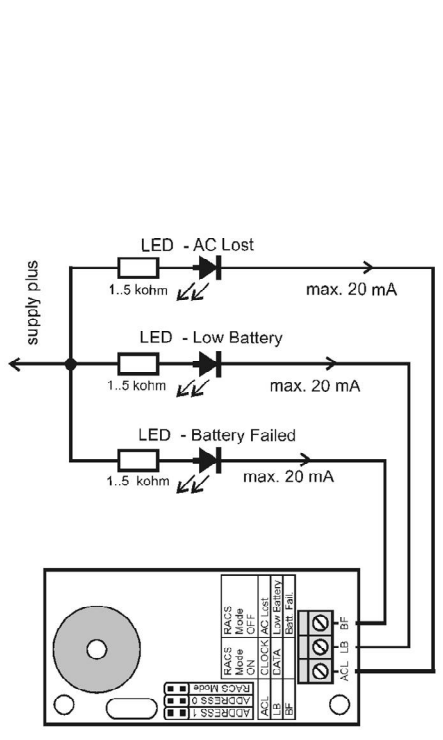 LED - AC Lost
1..5 kohm
max. 20 mA
supply plus
LED - Low Battery
1..5 kohm
max. 20 mA
LED - Battery Failed
1..5 kohm
max. 20 mA
RACS Mode OFF
AC Lost
Low Battery
Batt. Fail.
RACS Mode ON
CLOCK
DATA
ACL
LB
BF
RACS Mode
ADDRESS 0
ADDRESS 1
BF
LB
ACL